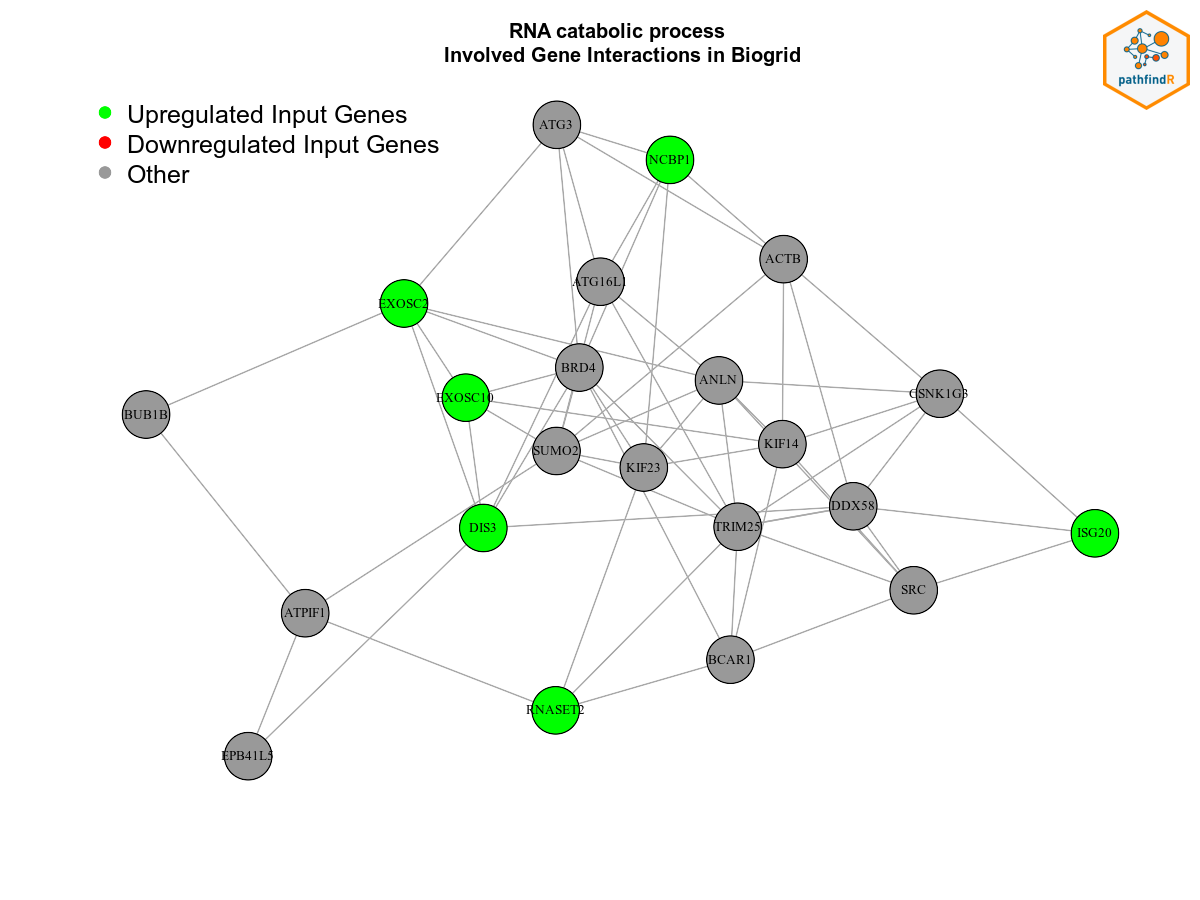 RNA catabolic process
Involved Gene Interactions in Biogrid
pathfindR
Upregulated Input Genes
Downregulated Input Genes
Other
ATG3
NCBP1
ACTB
ATG16L1
EXOSC2
BRD4
ANLN
CSNK1G3
EXOSC10
BUB1B
KIF14
SUMO2
KIF23
DDX58
DIS3
TRIM25
ISG20
SRC
ATPIF1
BCAR1
RNASET2
EPB41L5